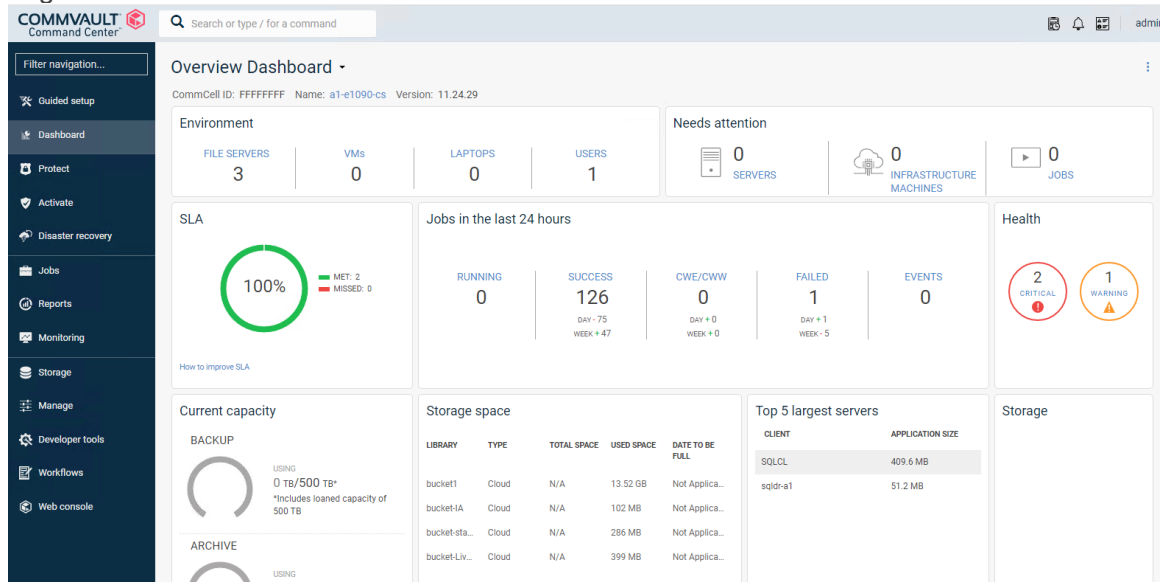 COMMVAULT
Command Center™
Search or type / for a command
Filter navigation...
Guided setup
Dashboard
Protect
Activate
Disaster recovery
Jobs
Reports
Monitoring
Storage
Manage
Developer tools
Workflows
Web console
Overview Dashboard
CommCell ID: FFFFFFFF Name: a1-e1090-cs Version: 11.24.29
Environment
FILE SERVERS VMs LAPTOPS USERS
3 0 0 1
Needs attention
0 SERVERS
0 INFRASTRUCTURE MACHINES
0 JOBS
SLA
100%
MET: 2
MISSED: 0
How to improve SLA
Jobs in the last 24 hours
RUNNING SUCCESS CWE/CWW FAILED EVENTS
0 126 0 1 0
DAY - 75 DAY + 0 DAY + 1
WEEK + 47 WEEK + 0 WEEK - 5
Health
2 CRITICAL
1 WARNING
Current capacity
BACKUP
USING
0 TB/500 TB*
*Includes loaned capacity of
500 TB
ARCHIVE
USING
Storage space
LIBRARY TYPE TOTAL SPACE USED SPACE DATE TO BE FULL
bucket1 Cloud N/A 13.52 GB Not Applica...
bucket-IA Cloud N/A 102 MB Not Applica...
bucket-sta... Cloud N/A 286 MB Not Applica...
bucket-Liv... Cloud N/A 399 MB Not Applica...
Top 5 largest servers
CLIENT APPLICATION SIZE
SQLCL 409.6 MB
sqldr-a1 51.2 MB
Storage